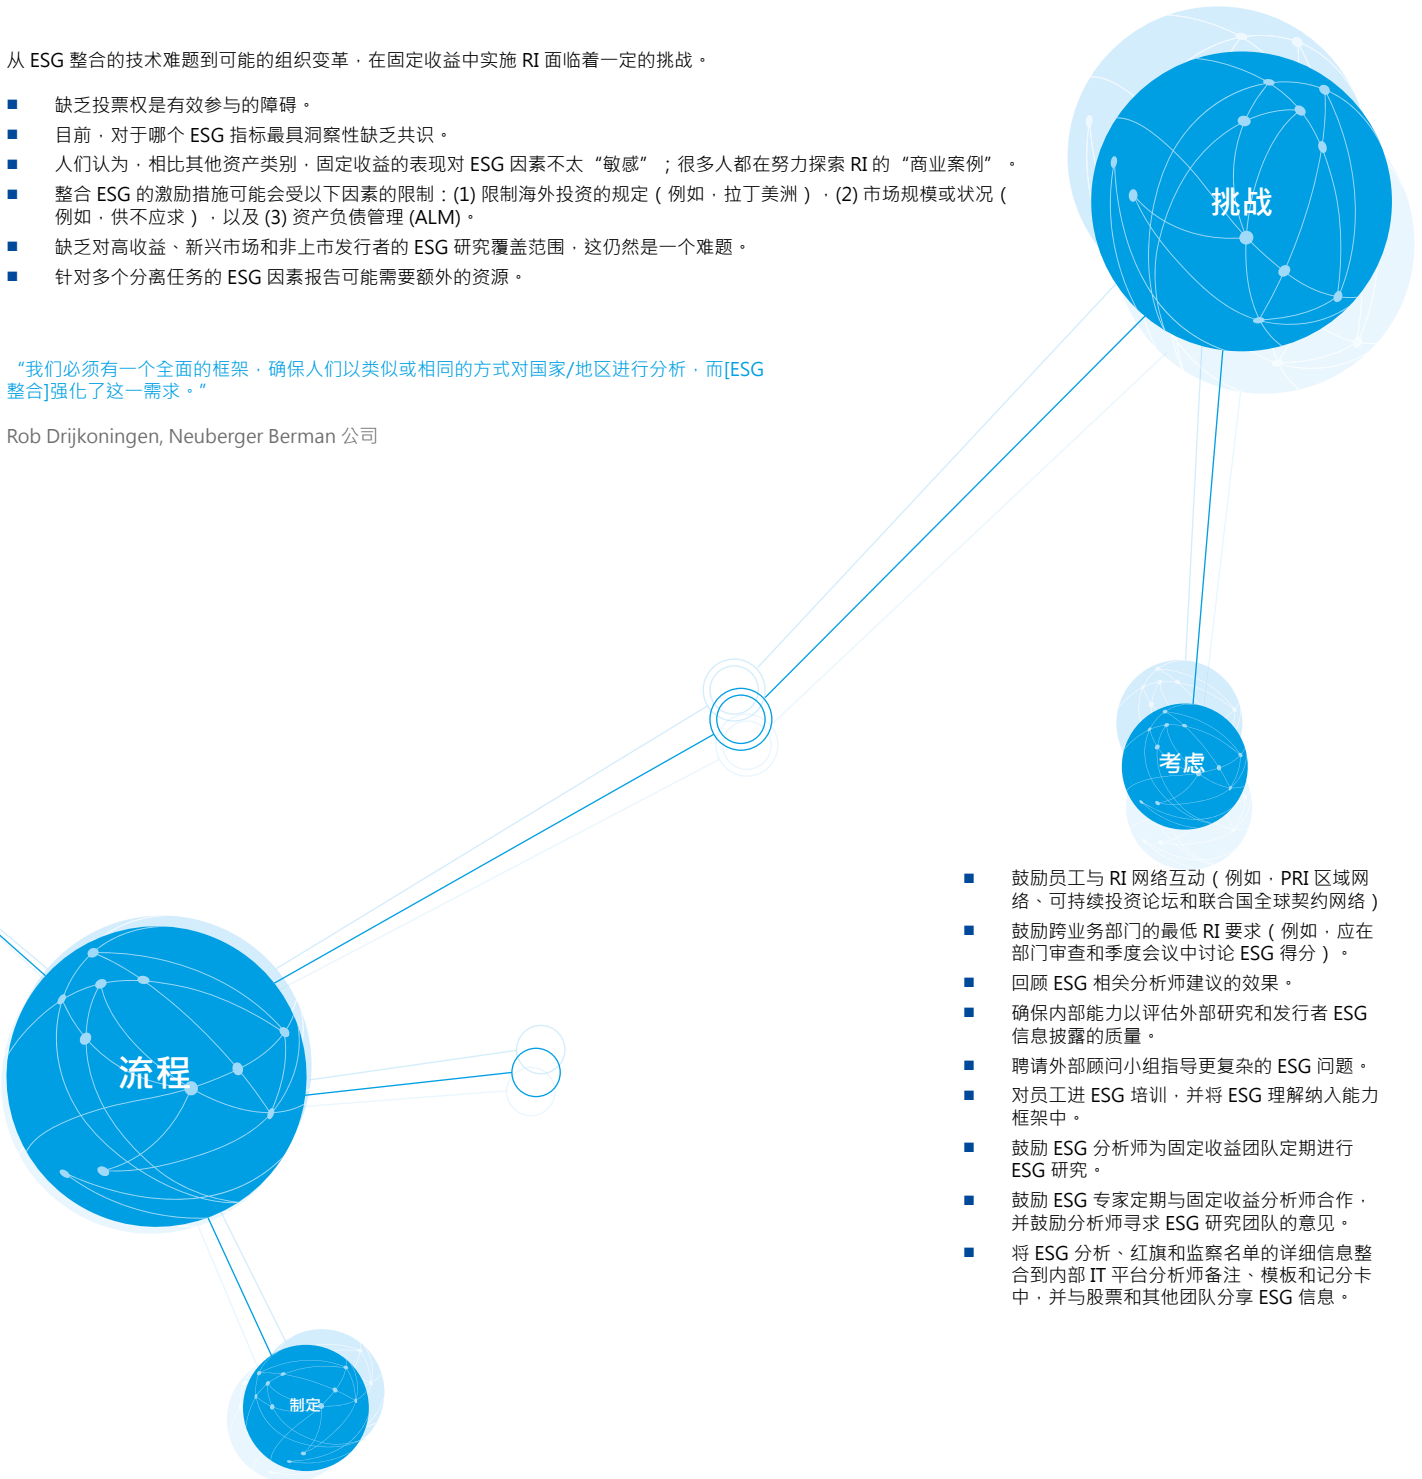 从 ESG 整合的技术难题到可能的组织变革，在固定收益中实施 RI 面临着一定的挑战。
■ 缺乏投票权是有效参与的障碍。
■ 目前，对于哪个 ESG 指标最具洞察性缺乏共识。
■ 人们认为，相比其他资产类别，固定收益的表现对 ESG 因素不太“敏感”；很多人都在努力探索 RI 的“商业案例”。
■ 整合 ESG 的激励措施可能会受以下因素的限制：(1) 限制海外投资的规定（例如，拉丁美洲），(2) 市场规模或状况（
例如，供不应求），以及 (3) 资产负债管理 (ALM)。
■ 缺乏对高收益、新兴市场和非上市发行者的 ESG 研究覆盖范围，这仍然是一个难题。
■ 针对多个分离任务的 ESG 因素报告可能需要额外的资源。
“我们必须有一个全面的框架，确保人们以类似或相同的方式对国家/地区进行分析，而[ESG
整合]强化了这一需求。”
Rob Drijkoningen, Neuberger Berman 公司
挑战
考虑
■ 鼓励员工与 RI 网络互动（例如，PRI 区域网
络、可持续投资论坛和联合国全球契约网络）
■ 鼓励跨业务部门的最低 RI 要求（例如，应在
部门审查和季度会议中讨论 ESG 得分）。
■ 回顾 ESG 相关分析师建议的效果。
■ 确保内部能力以评估外部研究和发行者 ESG
信息披露的质量。
■ 聘请外部顾问小组指导更复杂的 ESG 问题。
■ 对员工进 ESG 培训，并将 ESG 理解纳入能力
框架中。
■ 鼓励 ESG 分析师为固定收益团队定期进行
ESG 研究。
■ 鼓励 ESG 专家定期与固定收益分析师合作，
并鼓励分析师寻求 ESG 研究团队的意见。
■ 将 ESG 分析、红旗和监察名单的详细信息整
合到内部 IT 平台分析师备注、模板和记分卡
中，并与股票和其他团队分享 ESG 信息。
流程
制定